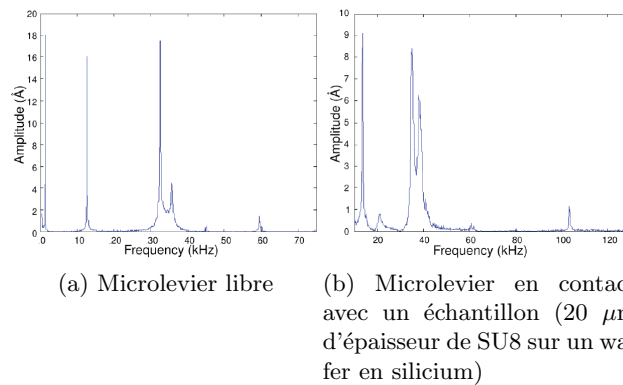 20
18
16
14
12
10
8
6
4
2
0
Amplitude (Å)
0 10 20 30 40 50 60 70
Frequency (kHz)
10
9
8
7
6
5
4
3
2
1
0
Amplitude (Å)
20 40 60 80 100 120
Frequency (kHz)
(a) Microlevier libre
(b) Microlevier en contac
avec un échantillon (20 μm
d'épaisseur de SU8 sur un wa
fer en silicium)